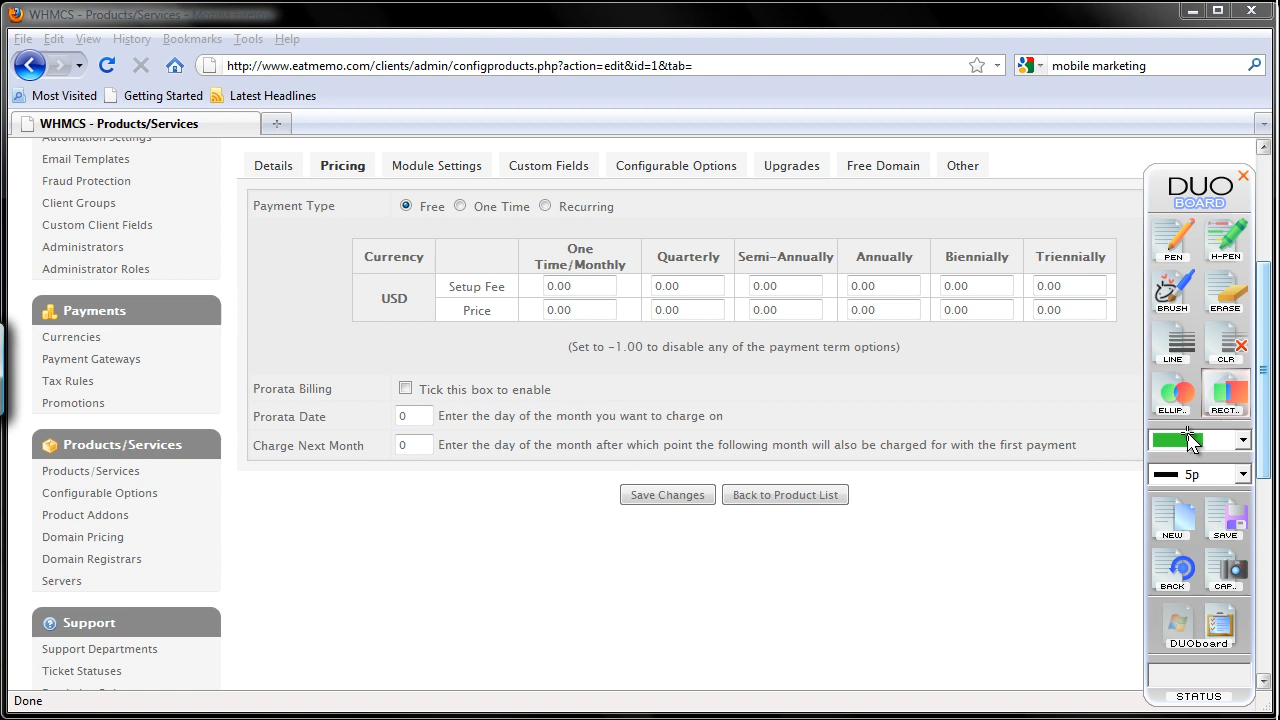 WHMCS - Products/Services -
File Edit View History Bookmarks Tools Help
http://www.eatmemo.com/clients/admin/configproducts.php?action=edit&id=1&tab=
mobile marketing
Most Visited Getting Started Latest Headlines
WHMCS - Products/Services
Automation Settings
Email Templates
Fraud Protection
Client Groups
Custom Client Fields
Administrators
Administrator Roles
Payments
Currencies
Payment Gateways
Tax Rules
Promotions
Products/Services
Products/Services
Configurable Options
Product Addons
Domain Pricing
Domain Registrars
Servers
Support
Support Departments
Ticket Statuses
Details Pricing Module Settings Custom Fields Configurable Options Upgrades Free Domain Other
Payment Type Free One Time Recurring
Currency One Time/Monthly Quarterly Semi-Annually Annually Biennially Triennially
USD
Setup Fee 0.00 0.00 0.00 0.00 0.00 0.00
Price 0.00 0.00 0.00 0.00 0.00 0.00
(Set to -1.00 to disable any of the payment term options)
Prorata Billing Tick this box to enable
Prorata Date 0 Enter the day of the month you want to charge on
Charge Next Month 0 Enter the day of the month after which point the following month will also be charged for with the first payment
Save Changes Back to Product List
DUO
BOARD
PEN H-PEN
BRUSH ERASE
LINE CLR
ELLIP.. RECT..
5p
NEW SAVE
BACK CAP..
DUOboard
STATUS
Done